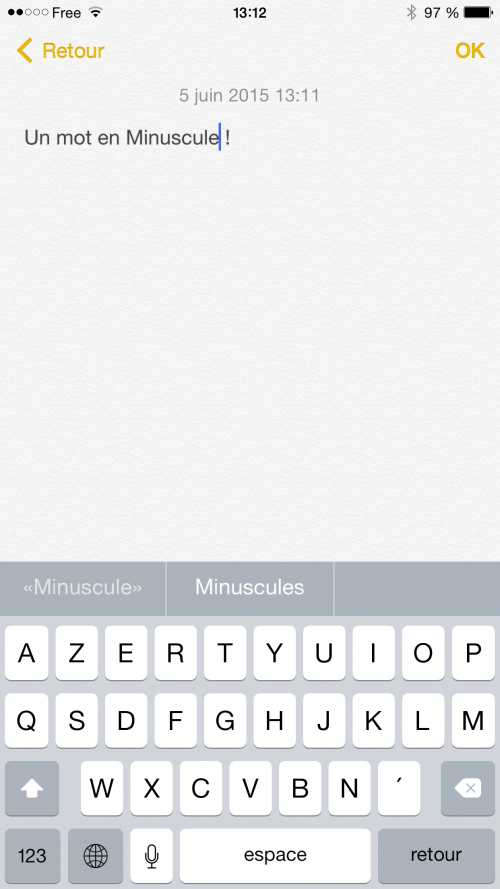 Free 13:12 97 %
Retour OK
5 juin 2015 13:11
Un mot en Minuscule !
«Minuscule» Minuscules
A Z E R T Y U I O P
Q S D F G H J K L M
W X C V B N ´
123 espace retour